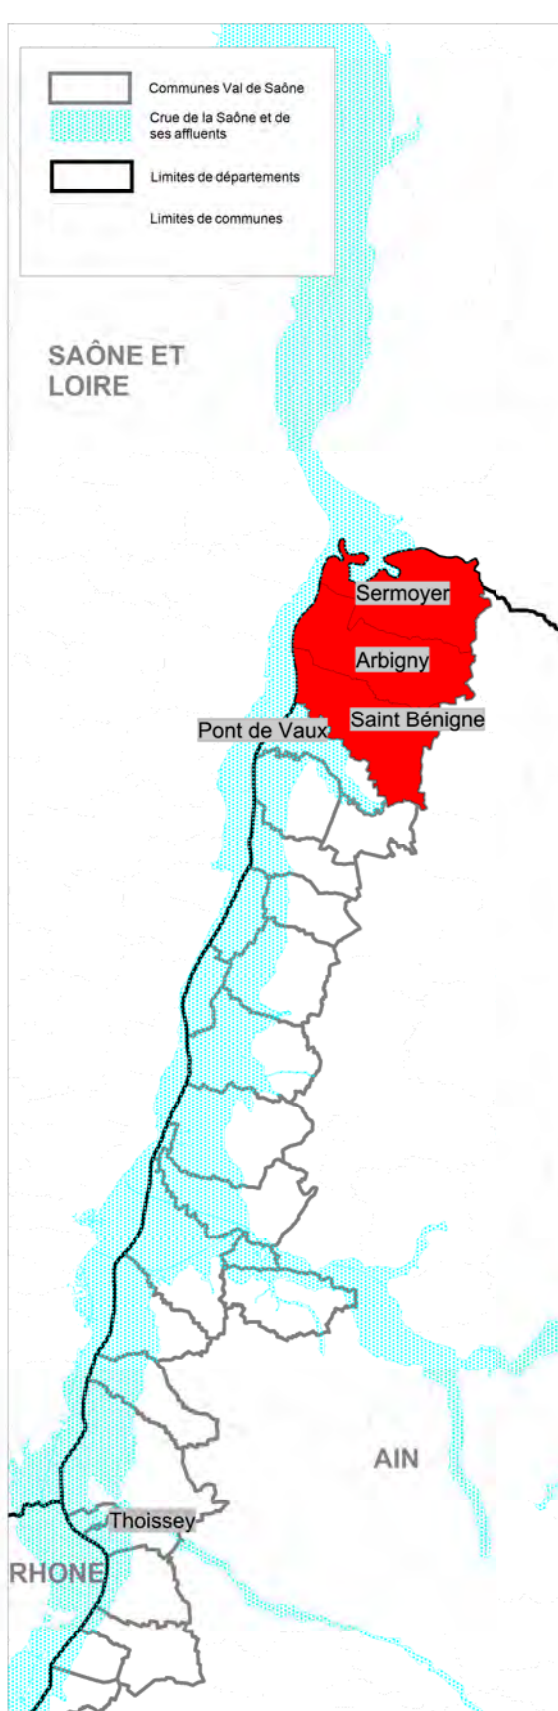 Communes Val de Saône
Crue de la Saône et de
ses affluents
Limites de départements
Limites de communes
SAÔNE ET
LOIRE
Sermoyer
Arbigny
Saint Bénigne
Pont de Vaux
AIN
Thoissey
RHONE